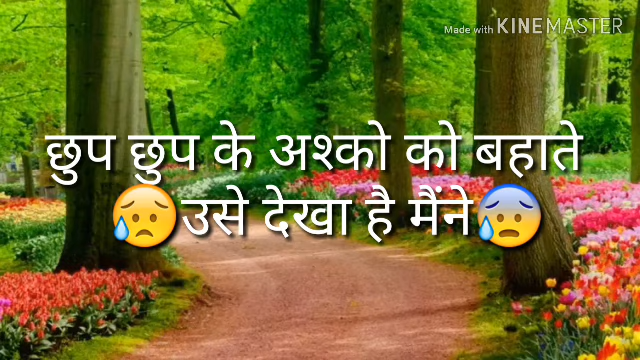 Made with KINEMASTER
छुप छुप के अश्को को बहाते
😥उसे देखा है मैंने😰